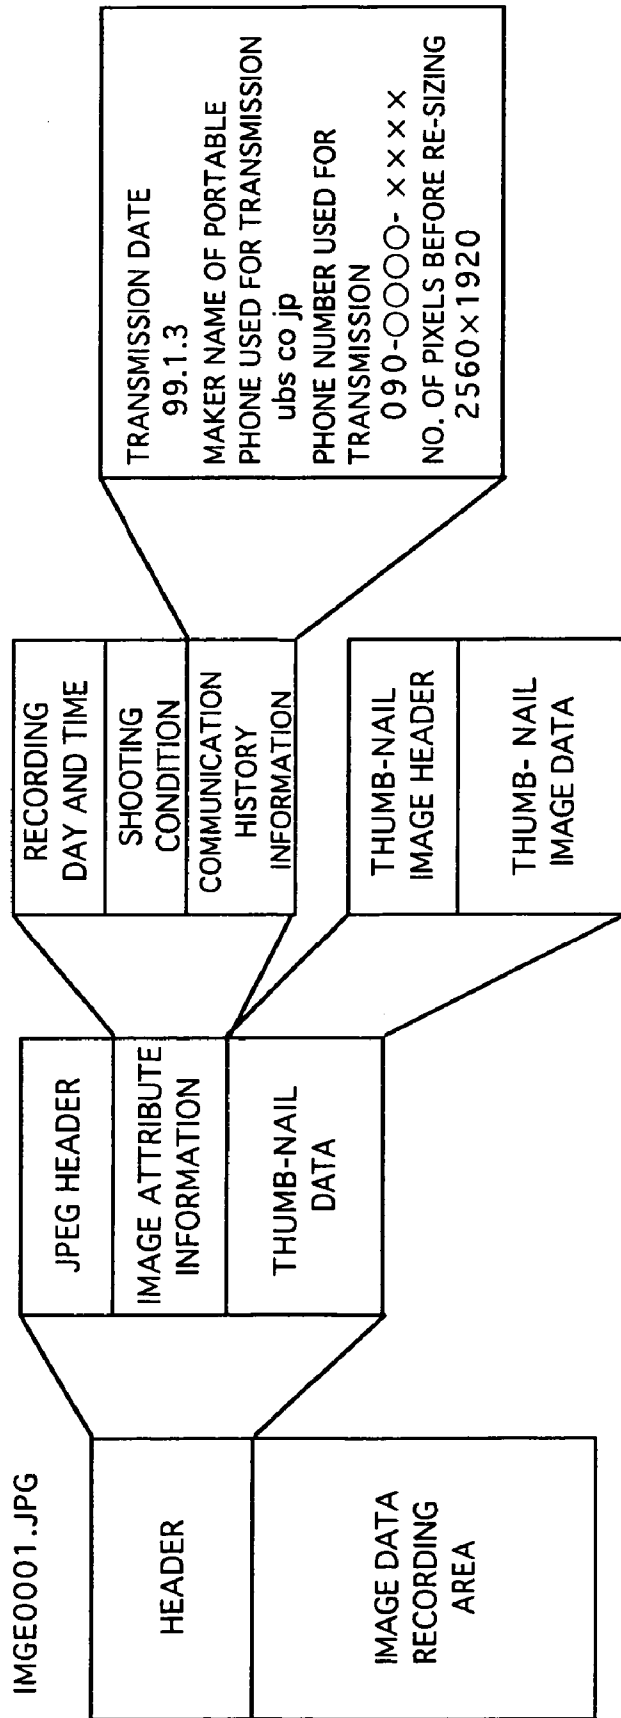 IMGE0001.JPG
HEADER
IMAGE DATA
RECORDING
AREA
JPEG HEADER
IMAGE ATTRIBUTE
INFORMATION
THUMB-NAIL
DATA
RECORDING
DAY AND TIME
SHOOTING
CONDITION
COMMUNICATION
HISTORY
INFORMATION
THUMB-NAIL
IMAGE HEADER
THUMB- NAIL
IMAGE DATA
TRANSMISSION DATE
99.1.3
MAKER NAME OF PORTABLE
PHONE USED FOR TRANSMISSION
ubs co jp
PHONE NUMBER USED FOR
TRANSMISSION
090-○○○○- ××××
NO. OF PIXELS BEFORE RE-SIZING
2560×1920